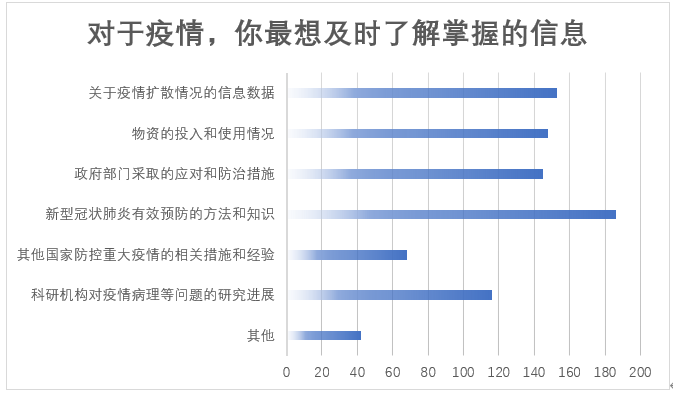 对于疫情，你最想及时了解掌握的信息
关于疫情扩散情况的信息数据
物资的投入和使用情况
政府部门采取的应对和防治措施
新型冠状肺炎有效预防的方法和知识
其他国家防控重大疫情的相关措施和经验
科研机构对疫情病理等问题的研究进展
其他
0 20 40 60 80 100 120 140 160 180 200